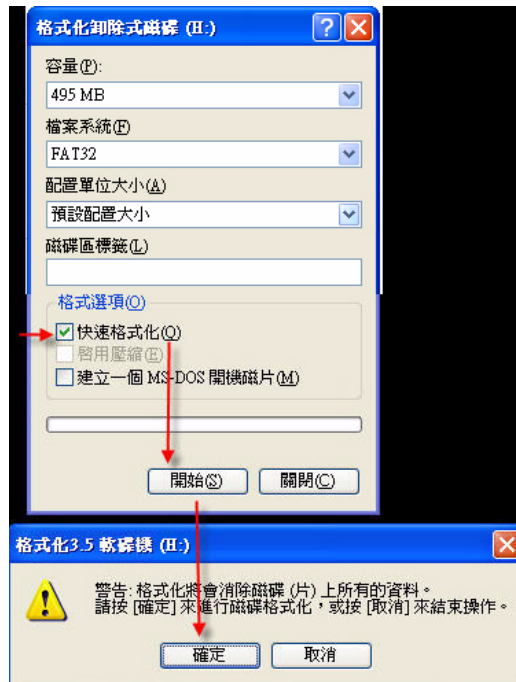 格式化卸除式磁碟 (H:)
容量(P):
495 MB
檔案系統(F)
FAT32
配置單位大小(A)
預設配置大小
磁碟區標籤(L)
格式選項(O)
快速格式化(Q)
啓用壓縮(E)
建立一個 MS-DOS 開機磁片(M)
開始(S)
關閉(C)
格式化3.5 軟碟機 (H:)
警告: 格式化將會消除磁碟 (片) 上所有的資料。
請按 [確定] 來進行磁碟格式化，或按 [取消] 來結束操作。
確定
取消